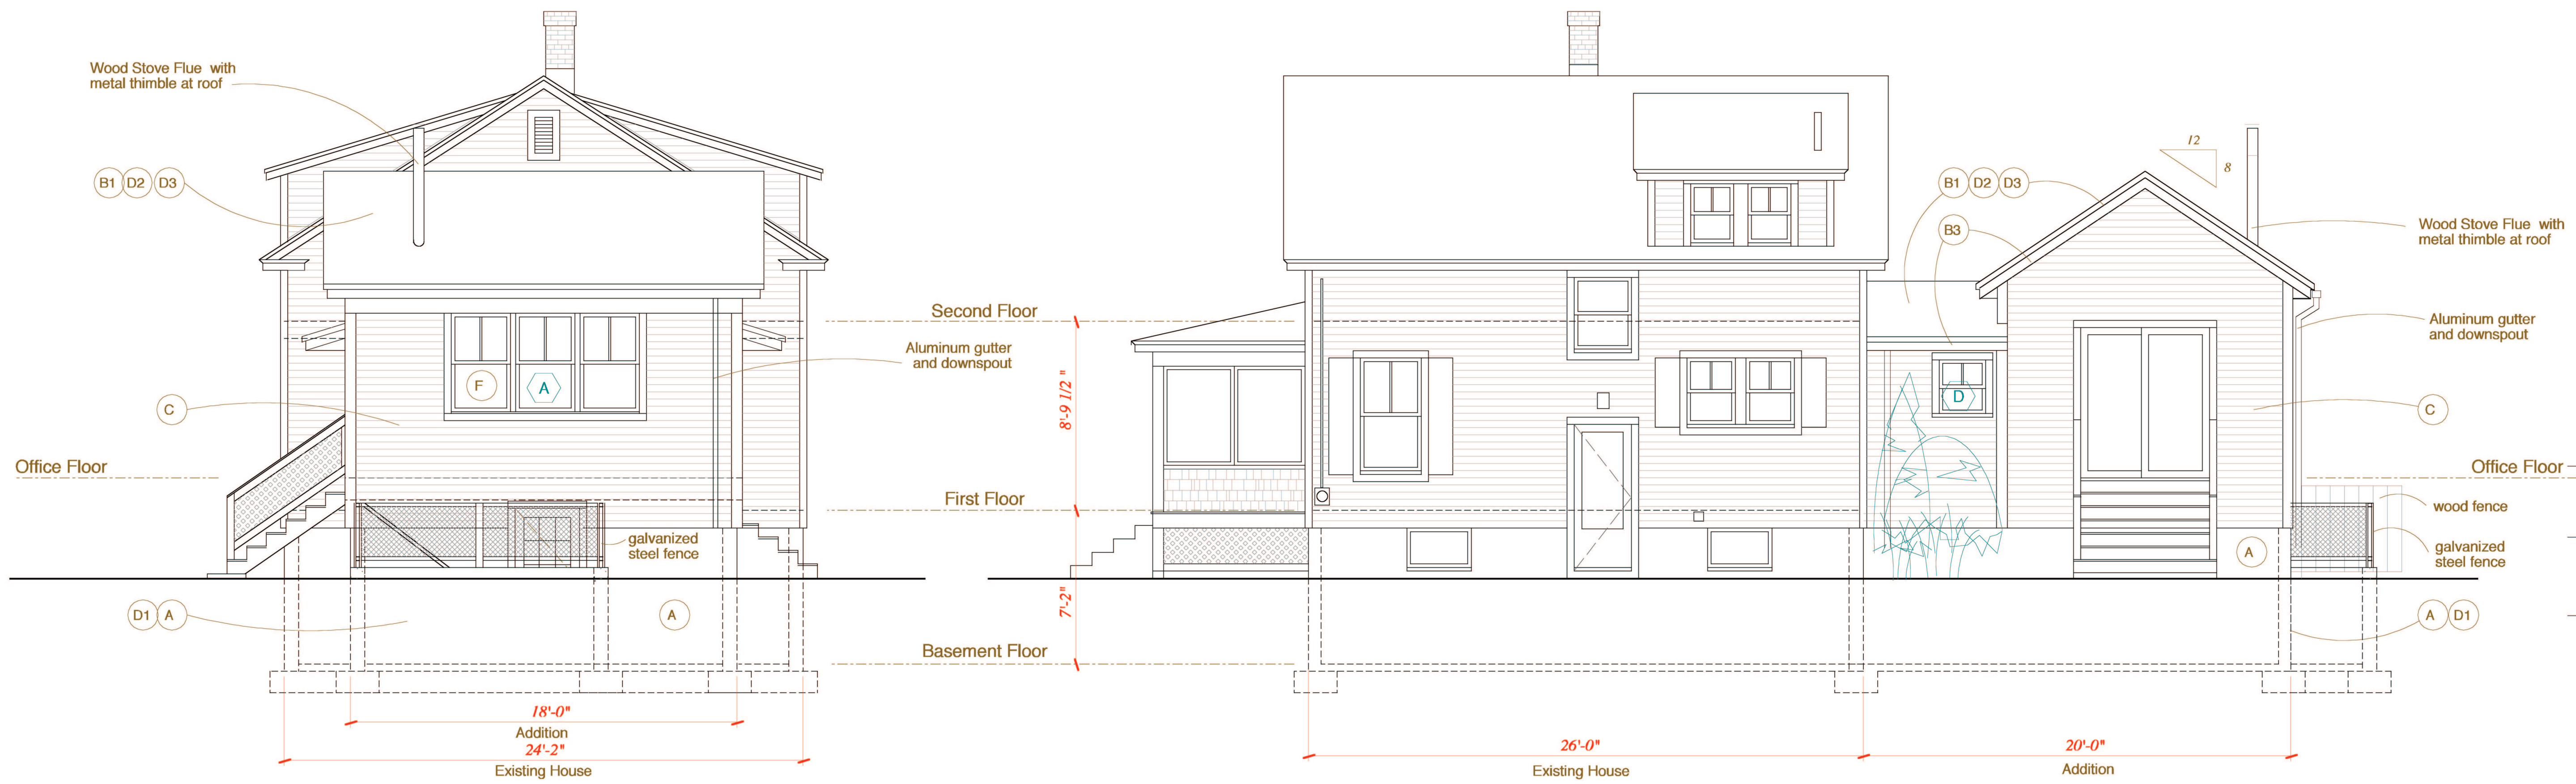 Wood Stove Flue with
metal thimble at roof
B1 D2 D3
C
Office Floor
F
A
D1 A
A
galvanized
steel fence
Aluminum gutter
and downspout
18'-0"
Addition
24'-2"
Existing House
Second Floor
8'-9 1/2 "
First Floor
7'-2"
Basement Floor
12
8
B1 D2 D3
B3
Wood Stove Flue with
metal thimble at roof
Aluminum gutter
and downspout
D
C
Office Floor
wood fence
A
galvanized
steel fence
A D1
26'-0"
Existing House
20'-0"
Addition